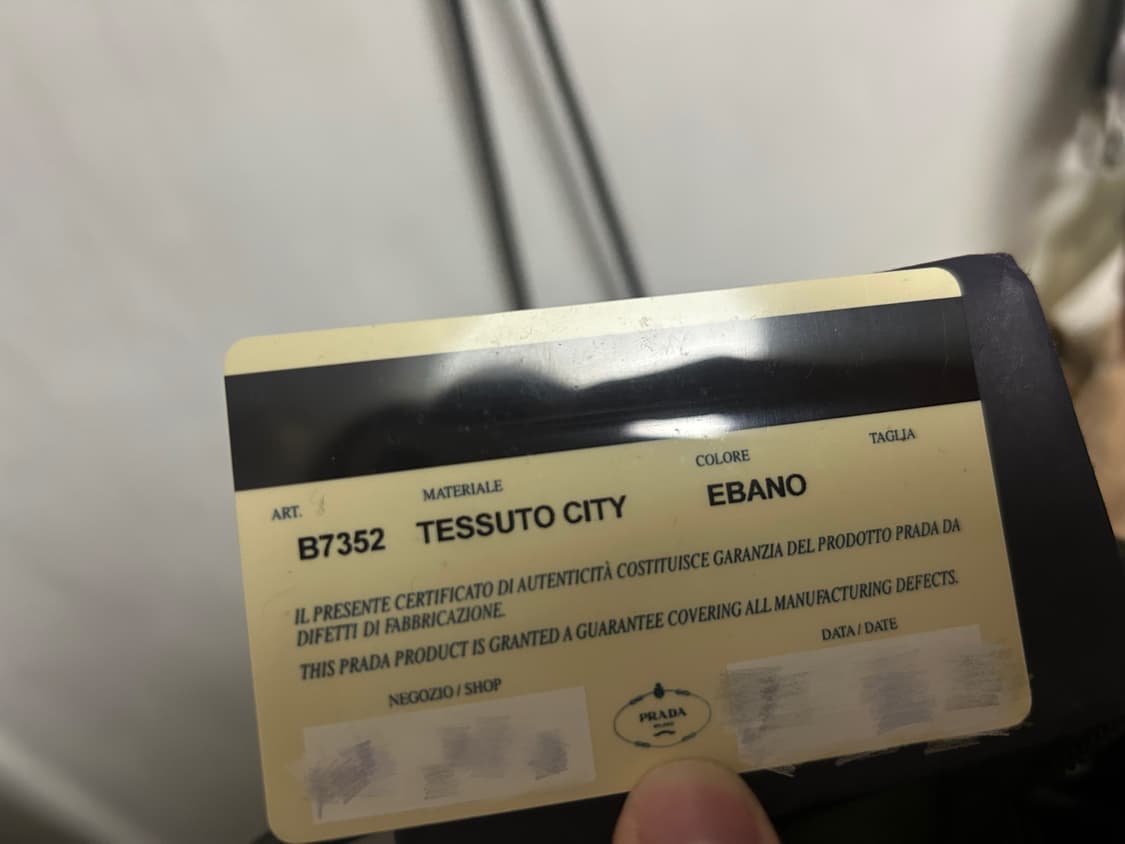 ART. MATERIALE COLORE TAGLIA
B7352 TESSUTO CITY EBANO
IL PRESENTE CERTIFICATO DI AUTENTICITÀ COSTITUISCE GARANZIA DEL PRODOTTO PRADA DA
DIFETTI DI FABBRICAZIONE.
THIS PRADA PRODUCT IS GRANTED A GUARANTEE COVERING ALL MANUFACTURING DEFECTS.
NEGOZIO / SHOP DATA / DATE
PRADA
MILANO